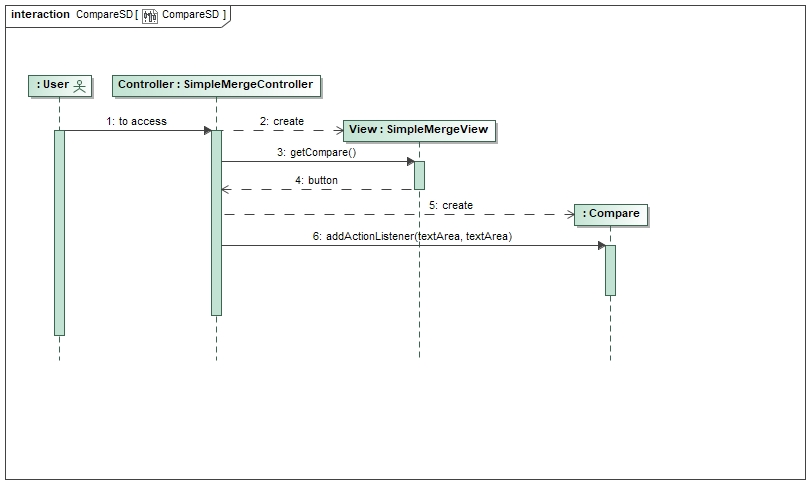 interaction CompareSD [ CompareSD ]
: User
Controller : SimpleMergeController
1: to access
2: create
View : SimpleMergeView
3: getCompare()
4: button
5: create
: Compare
6: addActionListener(textArea, textArea)